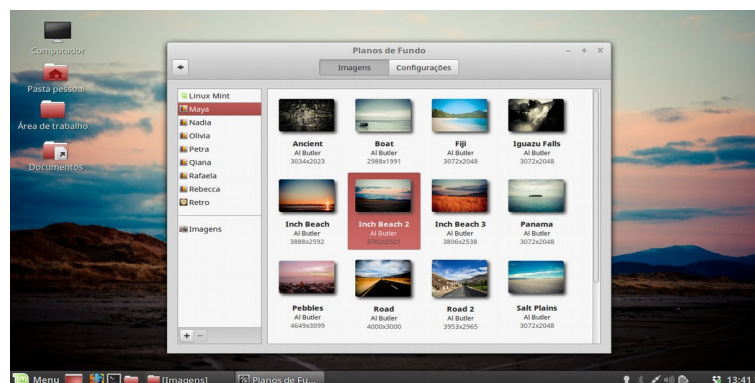 Computador
Pasta pessoal
Área de trabalho
Documentos
Planos de Fundo
Imagens
Configurações
Linux Mint
Maya
Nadia
Olivia
Petra
Qiana
Rafaela
Rebecca
Retro
Imagens
Ancient
Al Butler
3034x2023
Boat
Al Butler
2988x1991
Fiji
Al Butler
3072x2048
Iguazu Falls
Al Butler
3072x2048
Inch Beach
Al Butler
3888x2592
Inch Beach 2
Al Butler
3782x2521
Inch Beach 3
Al Butler
3806x2538
Panama
Al Butler
3072x2048
Pebbles
Al Butler
4649x3099
Road
Al Butler
4000x3000
Road 2
Al Butler
3953x2965
Salt Plains
Al Butler
3072x2048
Menu
[Imagens]
Planos de Fu...
13:41